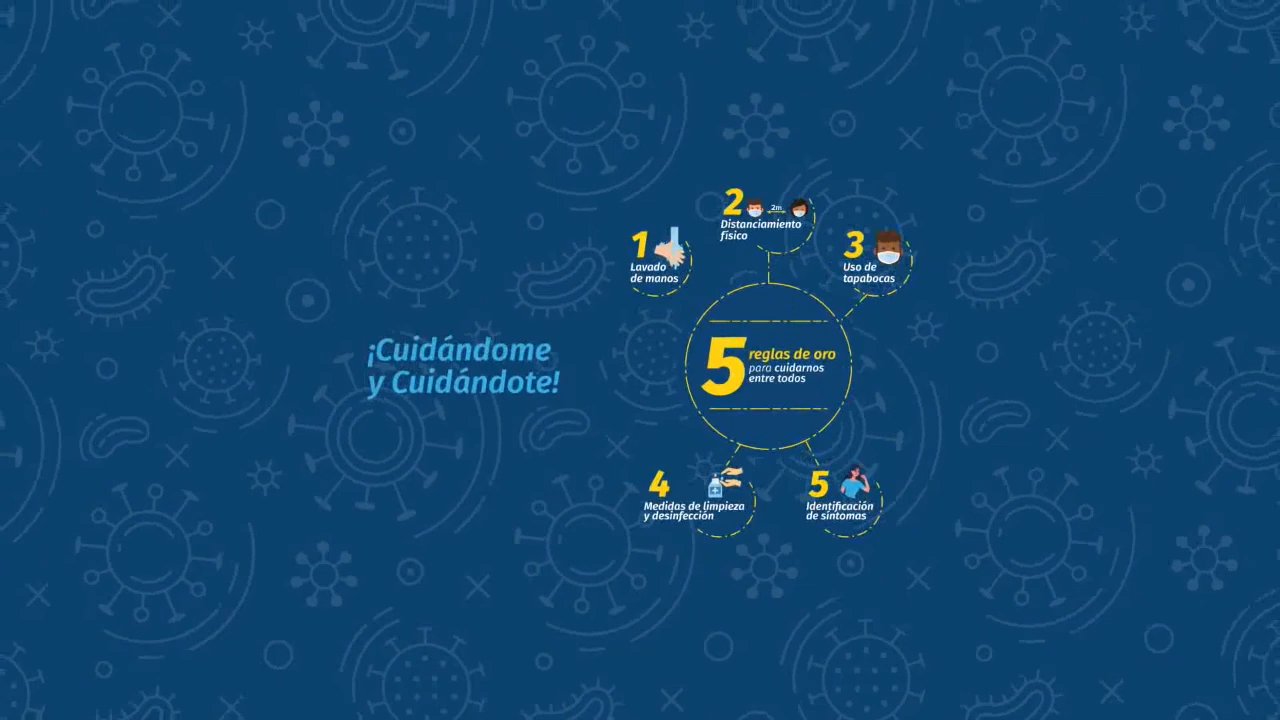 ¡Cuidándome
y Cuidándote!
1
Lavado
de manos
2
2m
Distanciamiento
físico
3
Uso de
tapabocas
5 reglas de oro
para cuidarnos
entre todos
4
Medidas de limpieza
y desinfección
5
Identificación
de síntomas